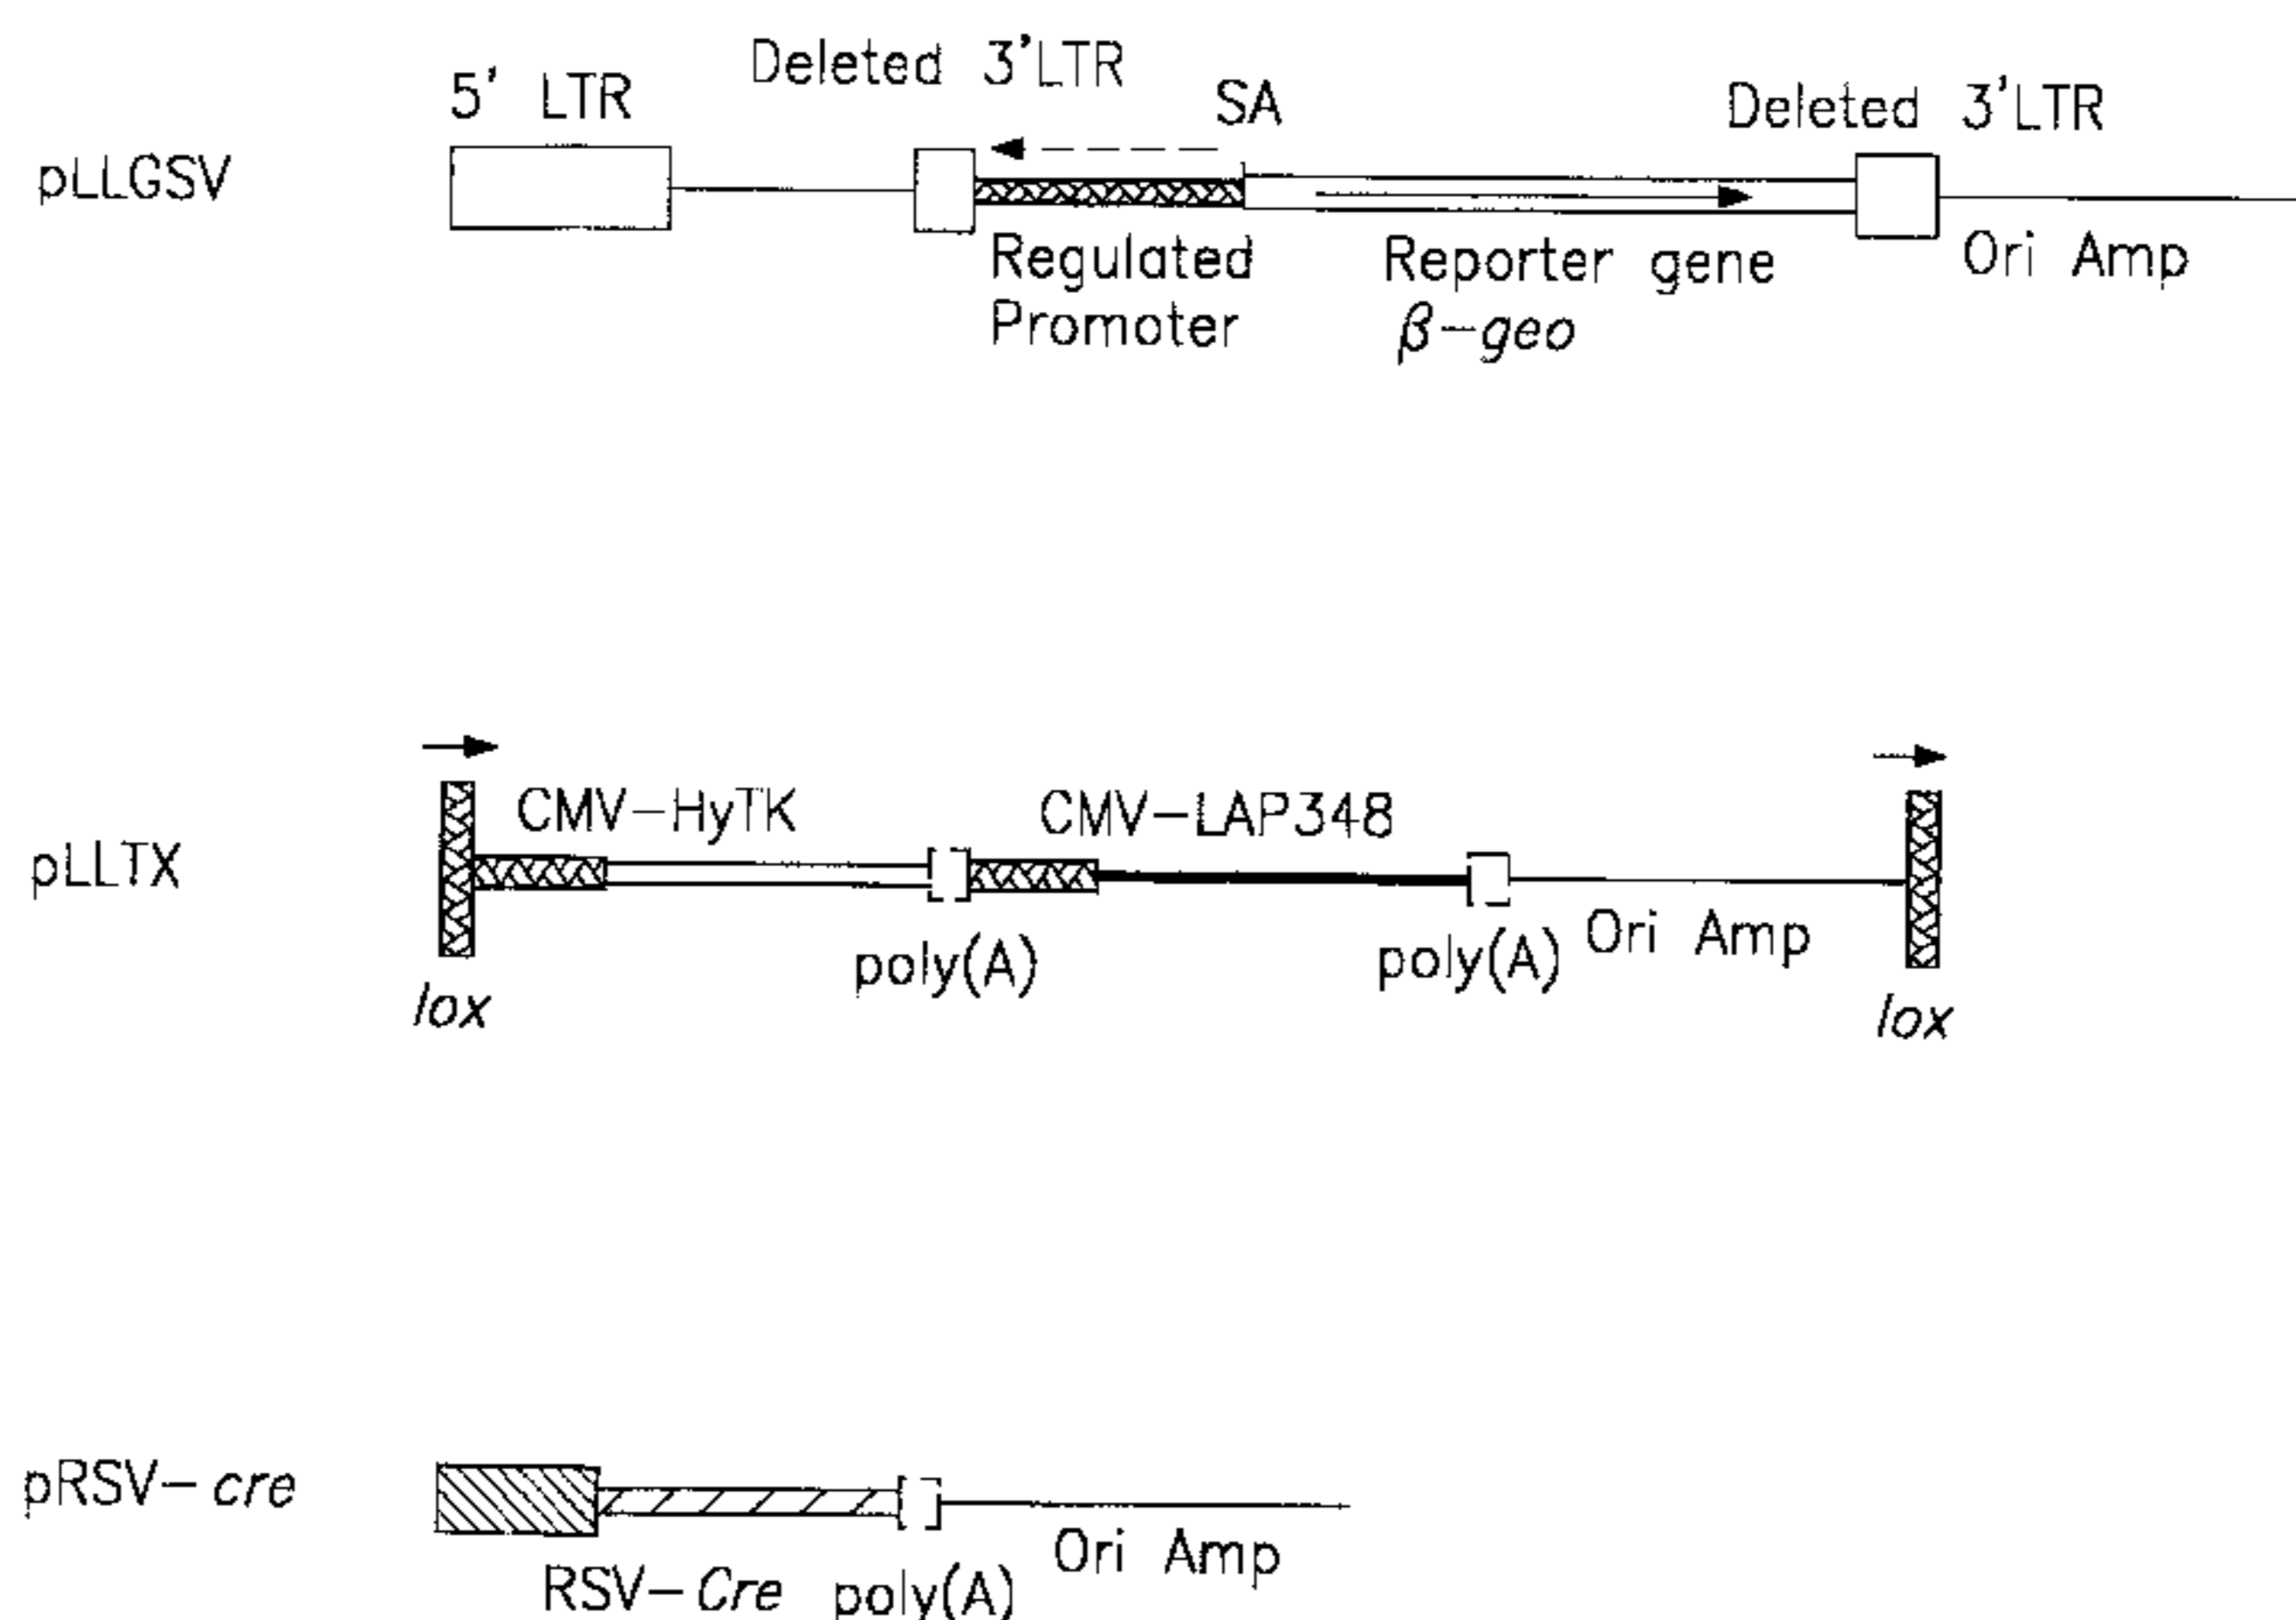 pLLGSV
5' LTR
Deleted 3'LTR
SA
Deleted 3'LTR
Regulated
Promoter
Reporter gene
β-geo
Ori Amp
pLLTX
CMV-HyTK
CMV-LAP348
lox
poly(A)
poly(A)
Ori Amp
lox
pRSV-cre
RSV-Cre
poly(A)
Ori Amp